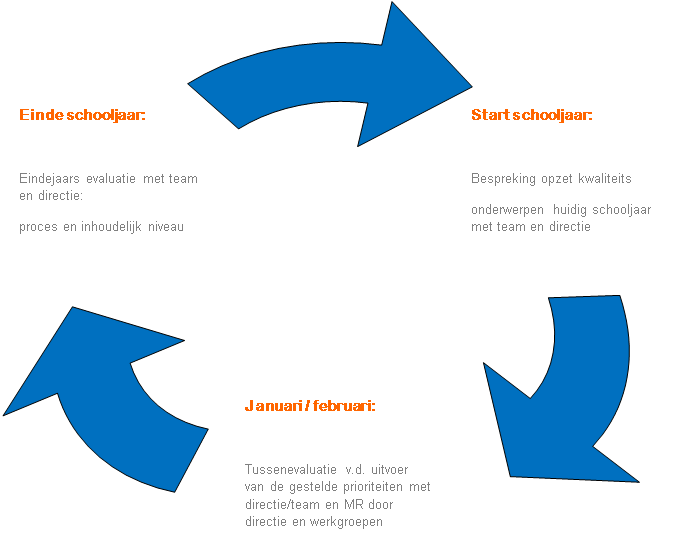 Einde schooljaar:
Eindejaars evaluatie met team
en directie:
proces en inhoudelijk niveau
Start schooljaar:
Bespreking opzet kwaliteits
onderwerpen huidig schooljaar
met team en directie
Januari / februari:
Tussenevaluatie v.d. uitvoer
van de gestelde prioriteiten met
directie/team en MR door
directie en werkgroepen